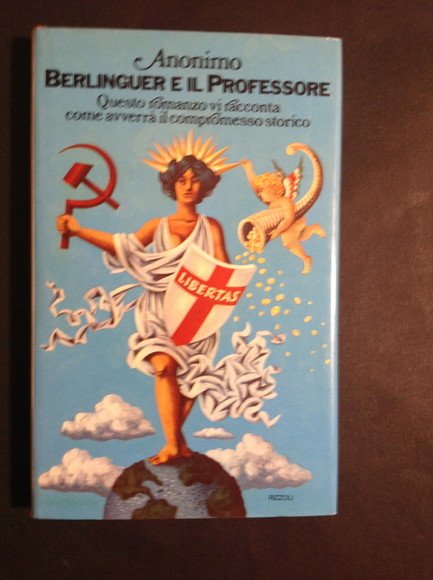 Anonimo
BERLINGUER E IL PROFESSORE
Questo romanzo vi racconta
come avverrà il compromesso storico
LIBERTAS
RIZZOLI